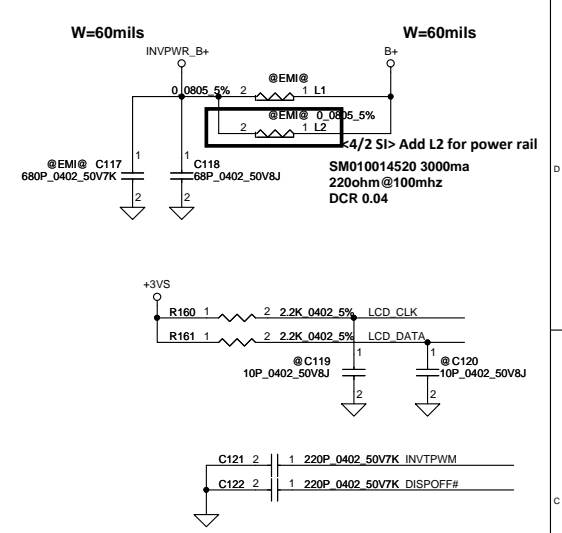 W=60mils W=60mils
INVPWR_B+ B+
@EMI@
0_0805_5% 2 1 L1
@EMI@ 0_0805_5%
2 1 L2
<4/2 SI> Add L2 for power rail
SM010014520 3000ma
220ohm@100mhz
DCR 0.04
1 1
@EMI@ C117 C118
680P_0402_50V7K 68P_0402_50V8J
2 2
D
+3VS
R160 1 2 2.2K_0402_5% LCD_CLK
R161 1 2 2.2K_0402_5% LCD_DATA
1 1
@C119 @C120
10P_0402_50V8J 10P_0402_50V8J
2 2
C121 2 1 220P_0402_50V7K INVTPWM
C122 2 1 220P_0402_50V7K DISPOFF#
C